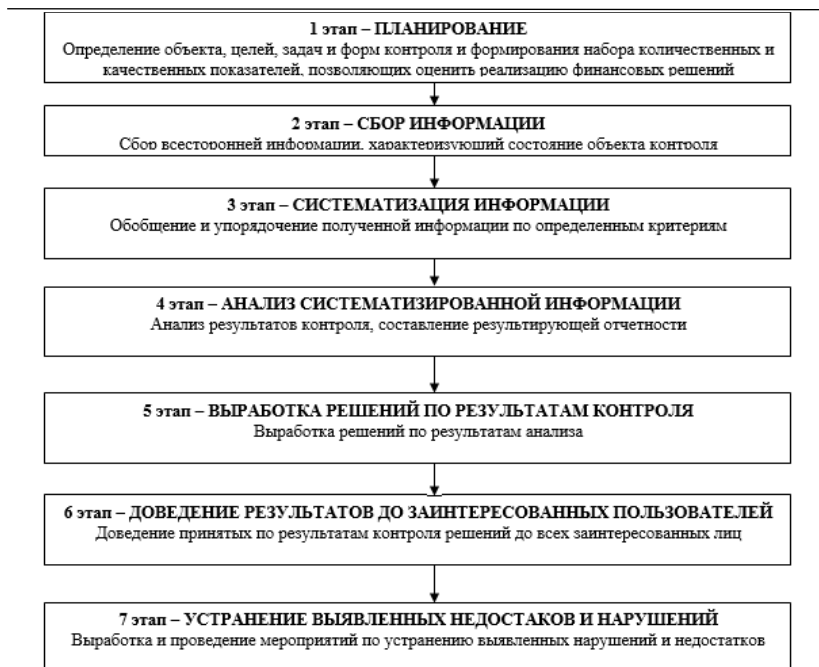 1 этап – ПЛАНИРОВАНИЕ
Определение объекта, целей, задач и форм контроля и формирования набора количественных и
качественных показателей, позволяющих оценить реализацию финансовых решений
2 этап – СБОР ИНФОРМАЦИИ
Сбор всесторонней информации, характеризующий состояние объекта контроля
3 этап – СИСТЕМАТИЗАЦИЯ ИНФОРМАЦИИ
Обобщение и упорядочение полученной информации по определенным критериям
4 этап – АНАЛИЗ СИСТЕМАТИЗИРОВАННОЙ ИНФОРМАЦИИ
Анализ результатов контроля, составление результирующей отчетности
5 этап – ВЫРАБОТКА РЕШЕНИЙ ПО РЕЗУЛЬТАТАМ КОНТРОЛЯ
Выработка решений по результатам анализа
6 этап – ДОВЕДЕНИЕ РЕЗУЛЬТАТОВ ДО ЗАИНТЕРЕСОВАННЫХ ПОЛЬЗОВАТЕЛЕЙ
Доведение принятых по результатам контроля решений до всех заинтересованных лиц
7 этап – УСТРАНЕНИЕ ВЫЯВЛЕННЫХ НЕДОСТАКОВ И НАРУШЕНИЙ
Выработка и проведение мероприятий по устранению выявленных нарушений и недостатков